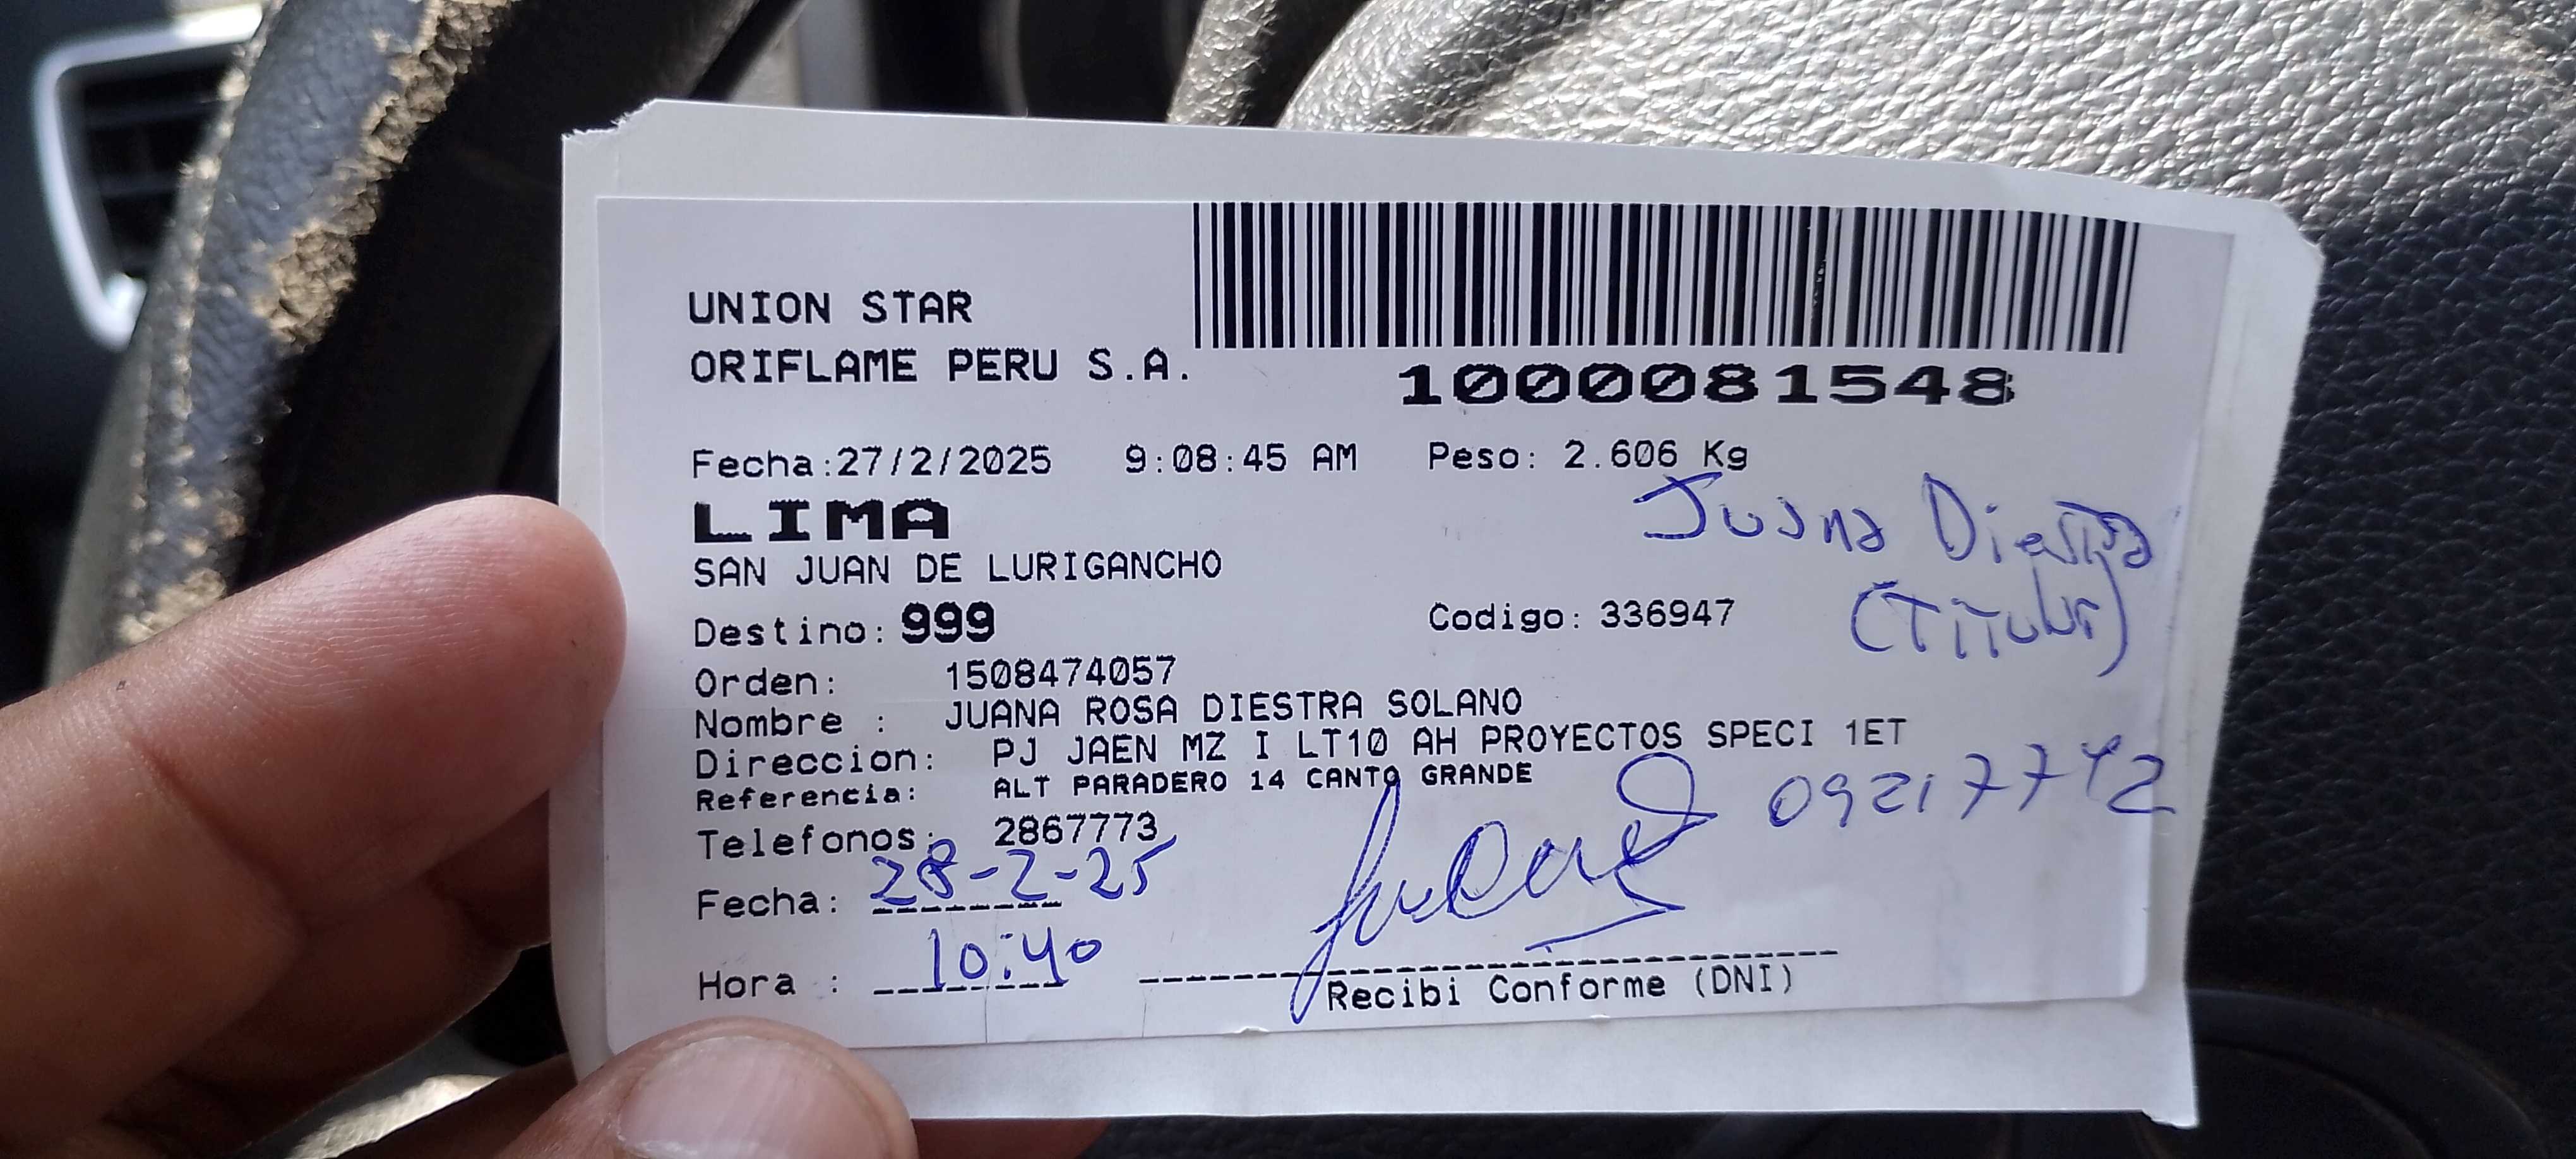 UNION STAR
ORIFLAME PERU S.A.
1000081548
Fecha:27/2/2025 9:08:45 AM Peso: 2.606 Kg
LIMA
SAN JUAN DE LURIGANCHO
Juana Diestra
(Titular)
Destino: 999 Codigo: 336947
Orden: 1508474057
Nombre : JUANA ROSA DIESTRA SOLANO
Direccion: PJ JAEN MZ I LT10 AH PROYECTOS SPECI 1ET
Referencia: ALT PARADERO 14 CANTO GRANDE
09217742
Telefonos: 2867773
Fecha: 28-2-25
Hora : 10:40
Recibi Conforme (DNI)